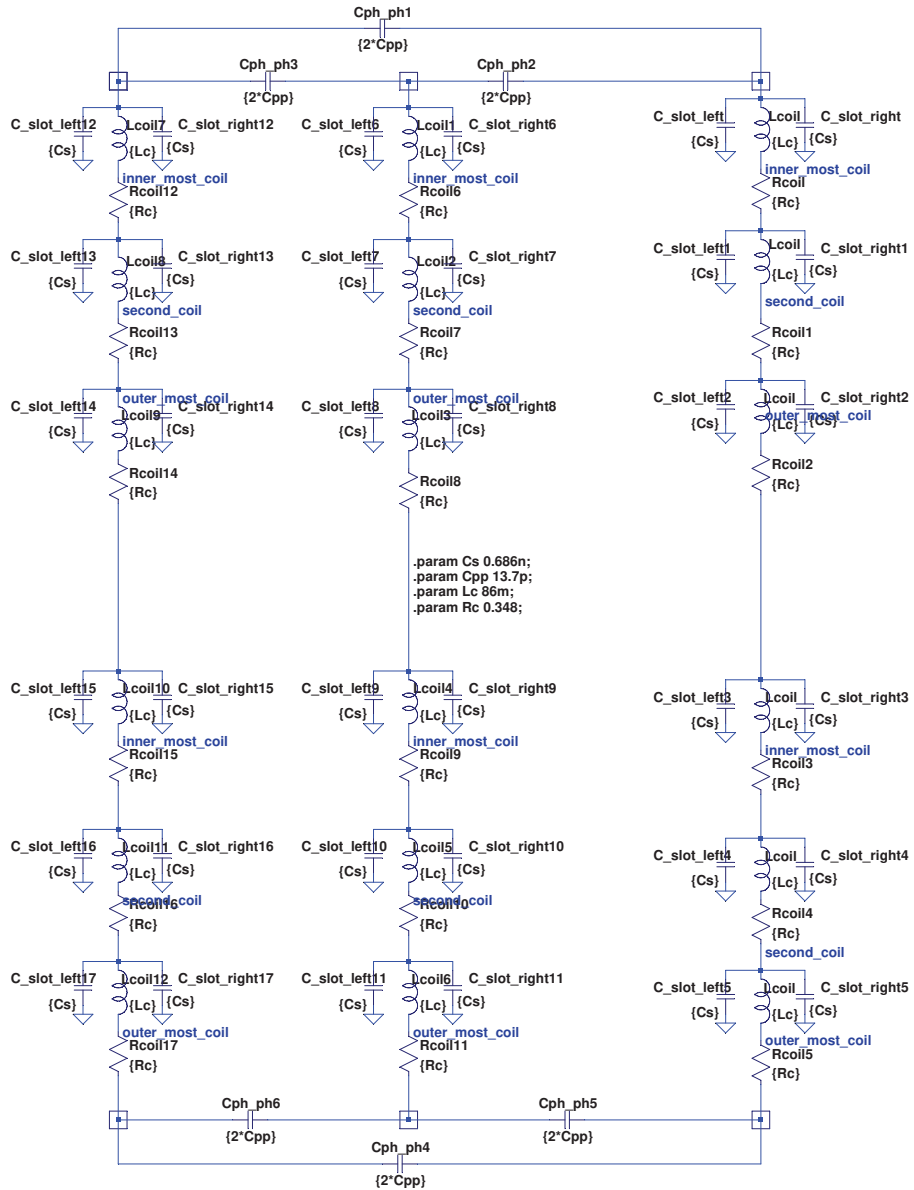 Cph_ph1
{2*Cpp}
Cph_ph3
Cph_ph2
{2*Cpp}
{2*Cpp}
C_slot_left12
Lcoil7
C_slot_right12
C_slot_left6
Lcoil1
C_slot_right6
C_slot_left
Lcoil
C_slot_right
{Cs}
{Lc}
{Cs}
{Cs}
{Lc}
{Cs}
{Cs}
{Lc}
{Cs}
inner_most_coil
inner_most_coil
inner_most_coil
Rcoil12
{Rc}
Rcoil6
{Rc}
Rcoil
{Rc}
C_slot_left13
Lcoil8
C_slot_right13
C_slot_left7
Lcoil2
C_slot_right7
C_slot_left1
Lcoil
C_slot_right1
{Cs}
{Lc}
{Cs}
{Cs}
{Lc}
{Cs}
{Cs}
{Lc}
{Cs}
second_coil
second_coil
second_coil
Rcoil13
{Rc}
Rcoil7
{Rc}
Rcoil1
{Rc}
outer_most_coil
outer_most_coil
C_slot_left14
Lcoil9
C_slot_right14
C_slot_left8
Lcoil3
C_slot_right8
C_slot_left2
Lcoil
C_slot_right2
outer_most_coil
{Cs}
{Lc}
{Cs}
{Cs}
{Lc}
{Cs}
{Cs}
{Lc}
{Cs}
Rcoil14
{Rc}
Rcoil8
{Rc}
Rcoil2
{Rc}
.param Cs 0.686n;
.param Cpp 13.7p;
.param Lc 86m;
.param Rc 0.348;
C_slot_left15
Lcoil10
C_slot_right15
C_slot_left9
Lcoil4
C_slot_right9
C_slot_left3
Lcoil
C_slot_right3
{Cs}
{Lc}
{Cs}
{Cs}
{Lc}
{Cs}
{Cs}
{Lc}
{Cs}
inner_most_coil
inner_most_coil
inner_most_coil
Rcoil15
{Rc}
Rcoil9
{Rc}
Rcoil3
{Rc}
C_slot_left16
Lcoil11
C_slot_right16
C_slot_left10
Lcoil5
C_slot_right10
C_slot_left4
Lcoil
C_slot_right4
{Cs}
{Lc}
{Cs}
{Cs}
{Lc}
{Cs}
{Cs}
{Lc}
{Cs}
second_coil
second_coil
Rcoil16
{Rc}
Rcoil10
{Rc}
Rcoil4
{Rc}
second_coil
C_slot_left17
Lcoil12
C_slot_right17
C_slot_left11
Lcoil6
C_slot_right11
C_slot_left5
Lcoil
C_slot_right5
{Cs}
{Lc}
{Cs}
{Cs}
{Lc}
{Cs}
{Cs}
{Lc}
{Cs}
outer_most_coil
outer_most_coil
outer_most_coil
Rcoil17
{Rc}
Rcoil11
{Rc}
Rcoil5
{Rc}
Cph_ph6
Cph_ph5
{2*Cpp}
{2*Cpp}
Cph_ph4
{2*Cpp}